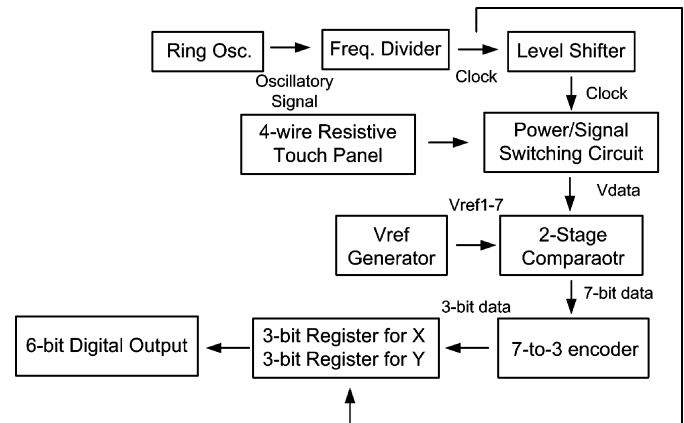 Ring Osc.
Freq. Divider
Level Shifter
Oscillatory
Signal
Clock
Clock
4-wire Resistive
Touch Panel
Power/Signal
Switching Circuit
Vdata
Vref1-7
Vref
Generator
2-Stage
Comparaotr
7-bit data
3-bit data
6-bit Digital Output
3-bit Register for X
3-bit Register for Y
7-to-3 encoder